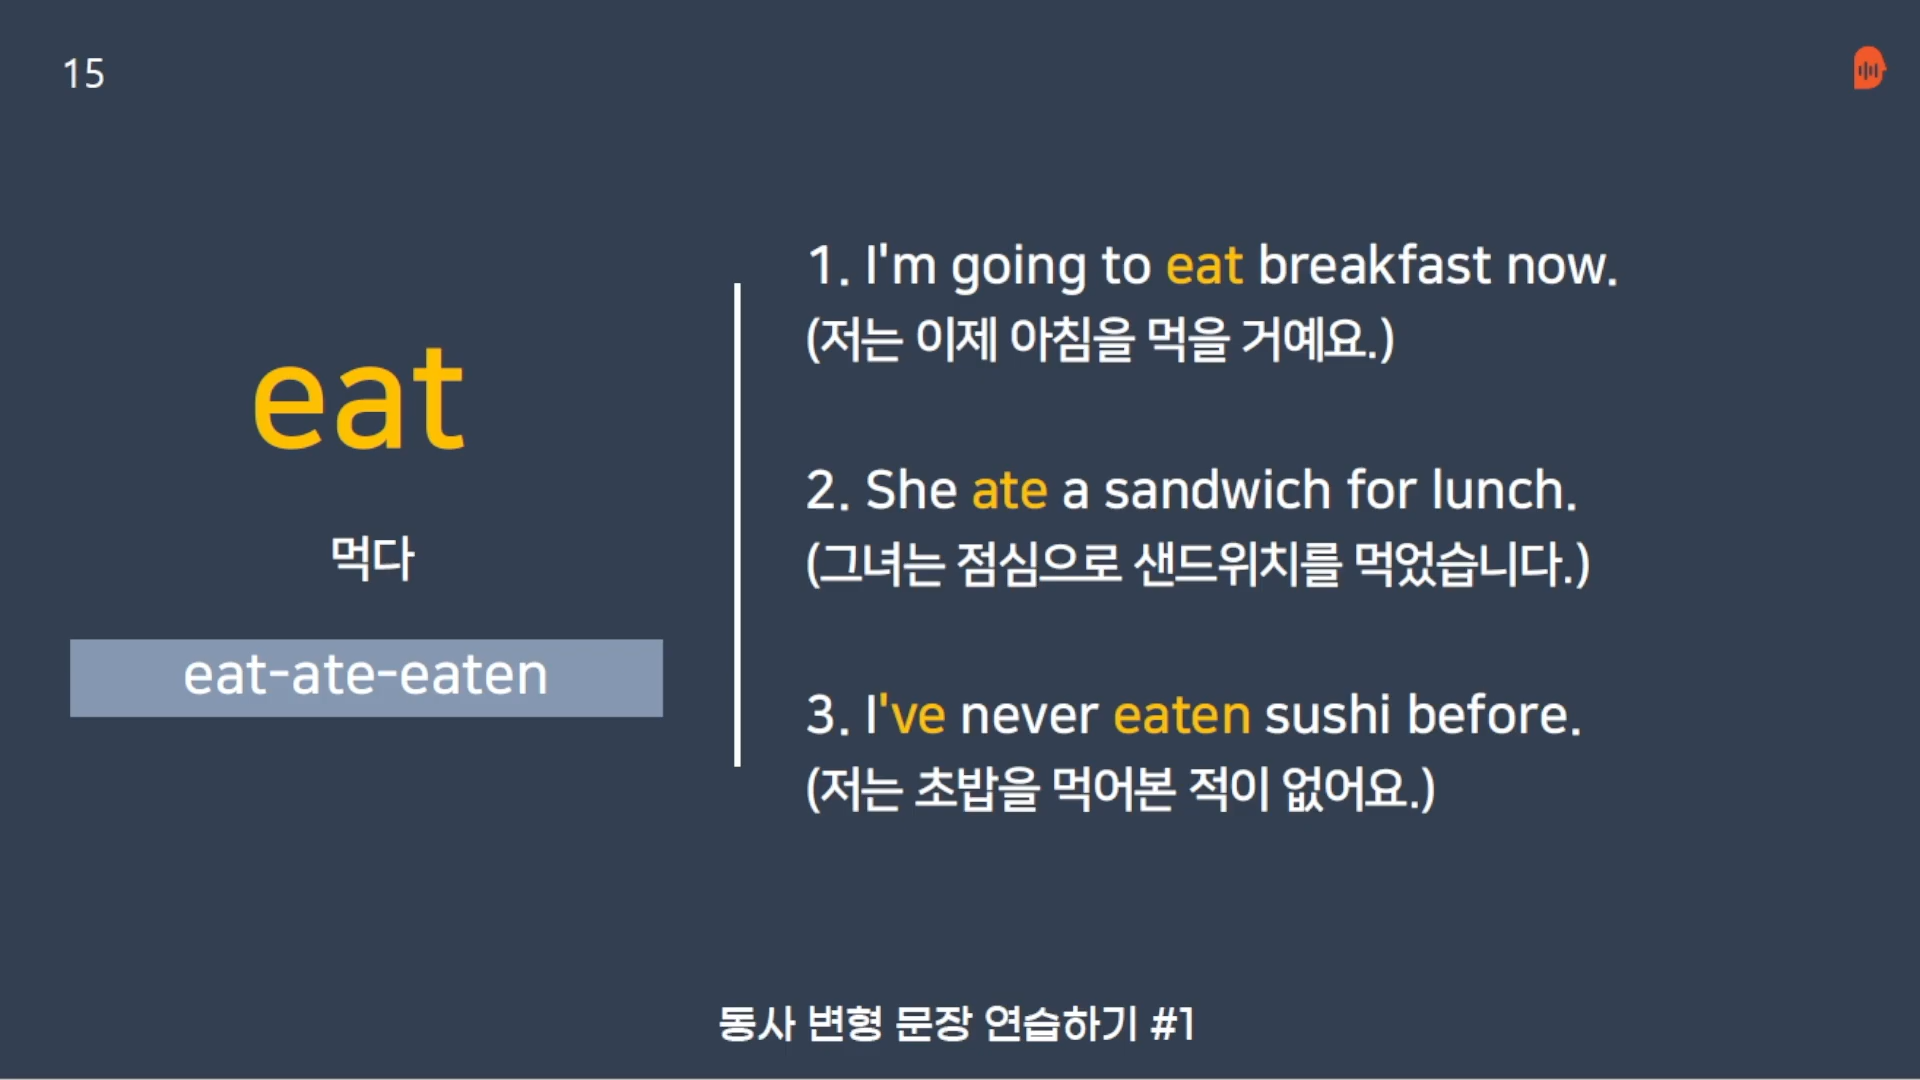 15
eat
먹다
eat-ate-eaten
1. I'm going to eat breakfast now.
(저는 이제 아침을 먹을 거예요.)
2. She ate a sandwich for lunch.
(그녀는 점심으로 샌드위치를 먹었습니다.)
3. I've never eaten sushi before.
(저는 초밥을 먹어본 적이 없어요.)
동사 변형 문장 연습하기 #1